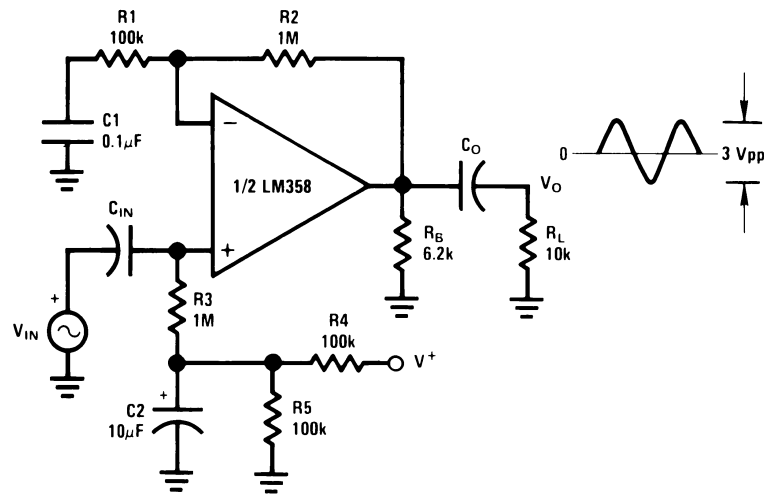 R1
100k
R2
1M
C1
0.1μF
−
1/2 LM358
+
CO
VO
0
3 Vpp
CIN
RB
6.2k
RL
10k
+
VIN
R3
1M
R4
100k
V+
+
C2
10μF
R5
100k